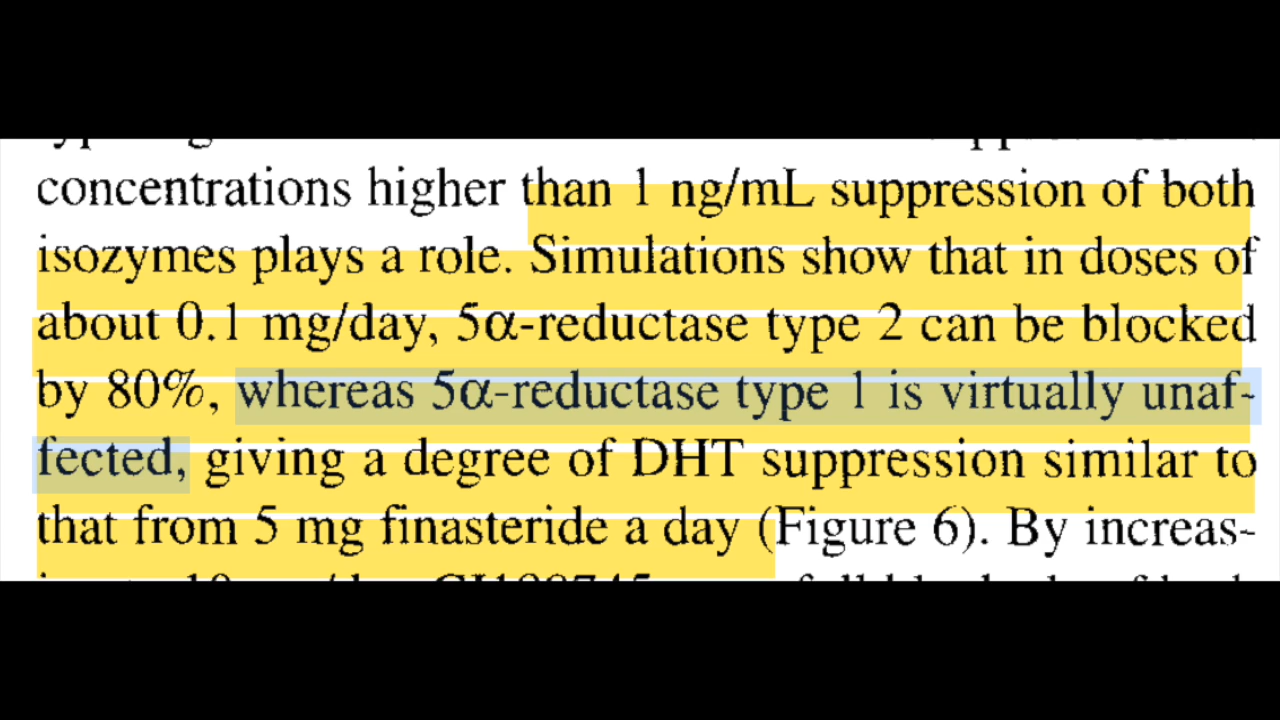 concentrations higher than 1 ng/mL suppression of both
isozymes plays a role. Simulations show that in doses of
about 0.1 mg/day, 5α-reductase type 2 can be blocked
by 80%, whereas 5α-reductase type 1 is virtually unaf-
fected, giving a degree of DHT suppression similar to
that from 5 mg finasteride a day (Figure 6). By increas-